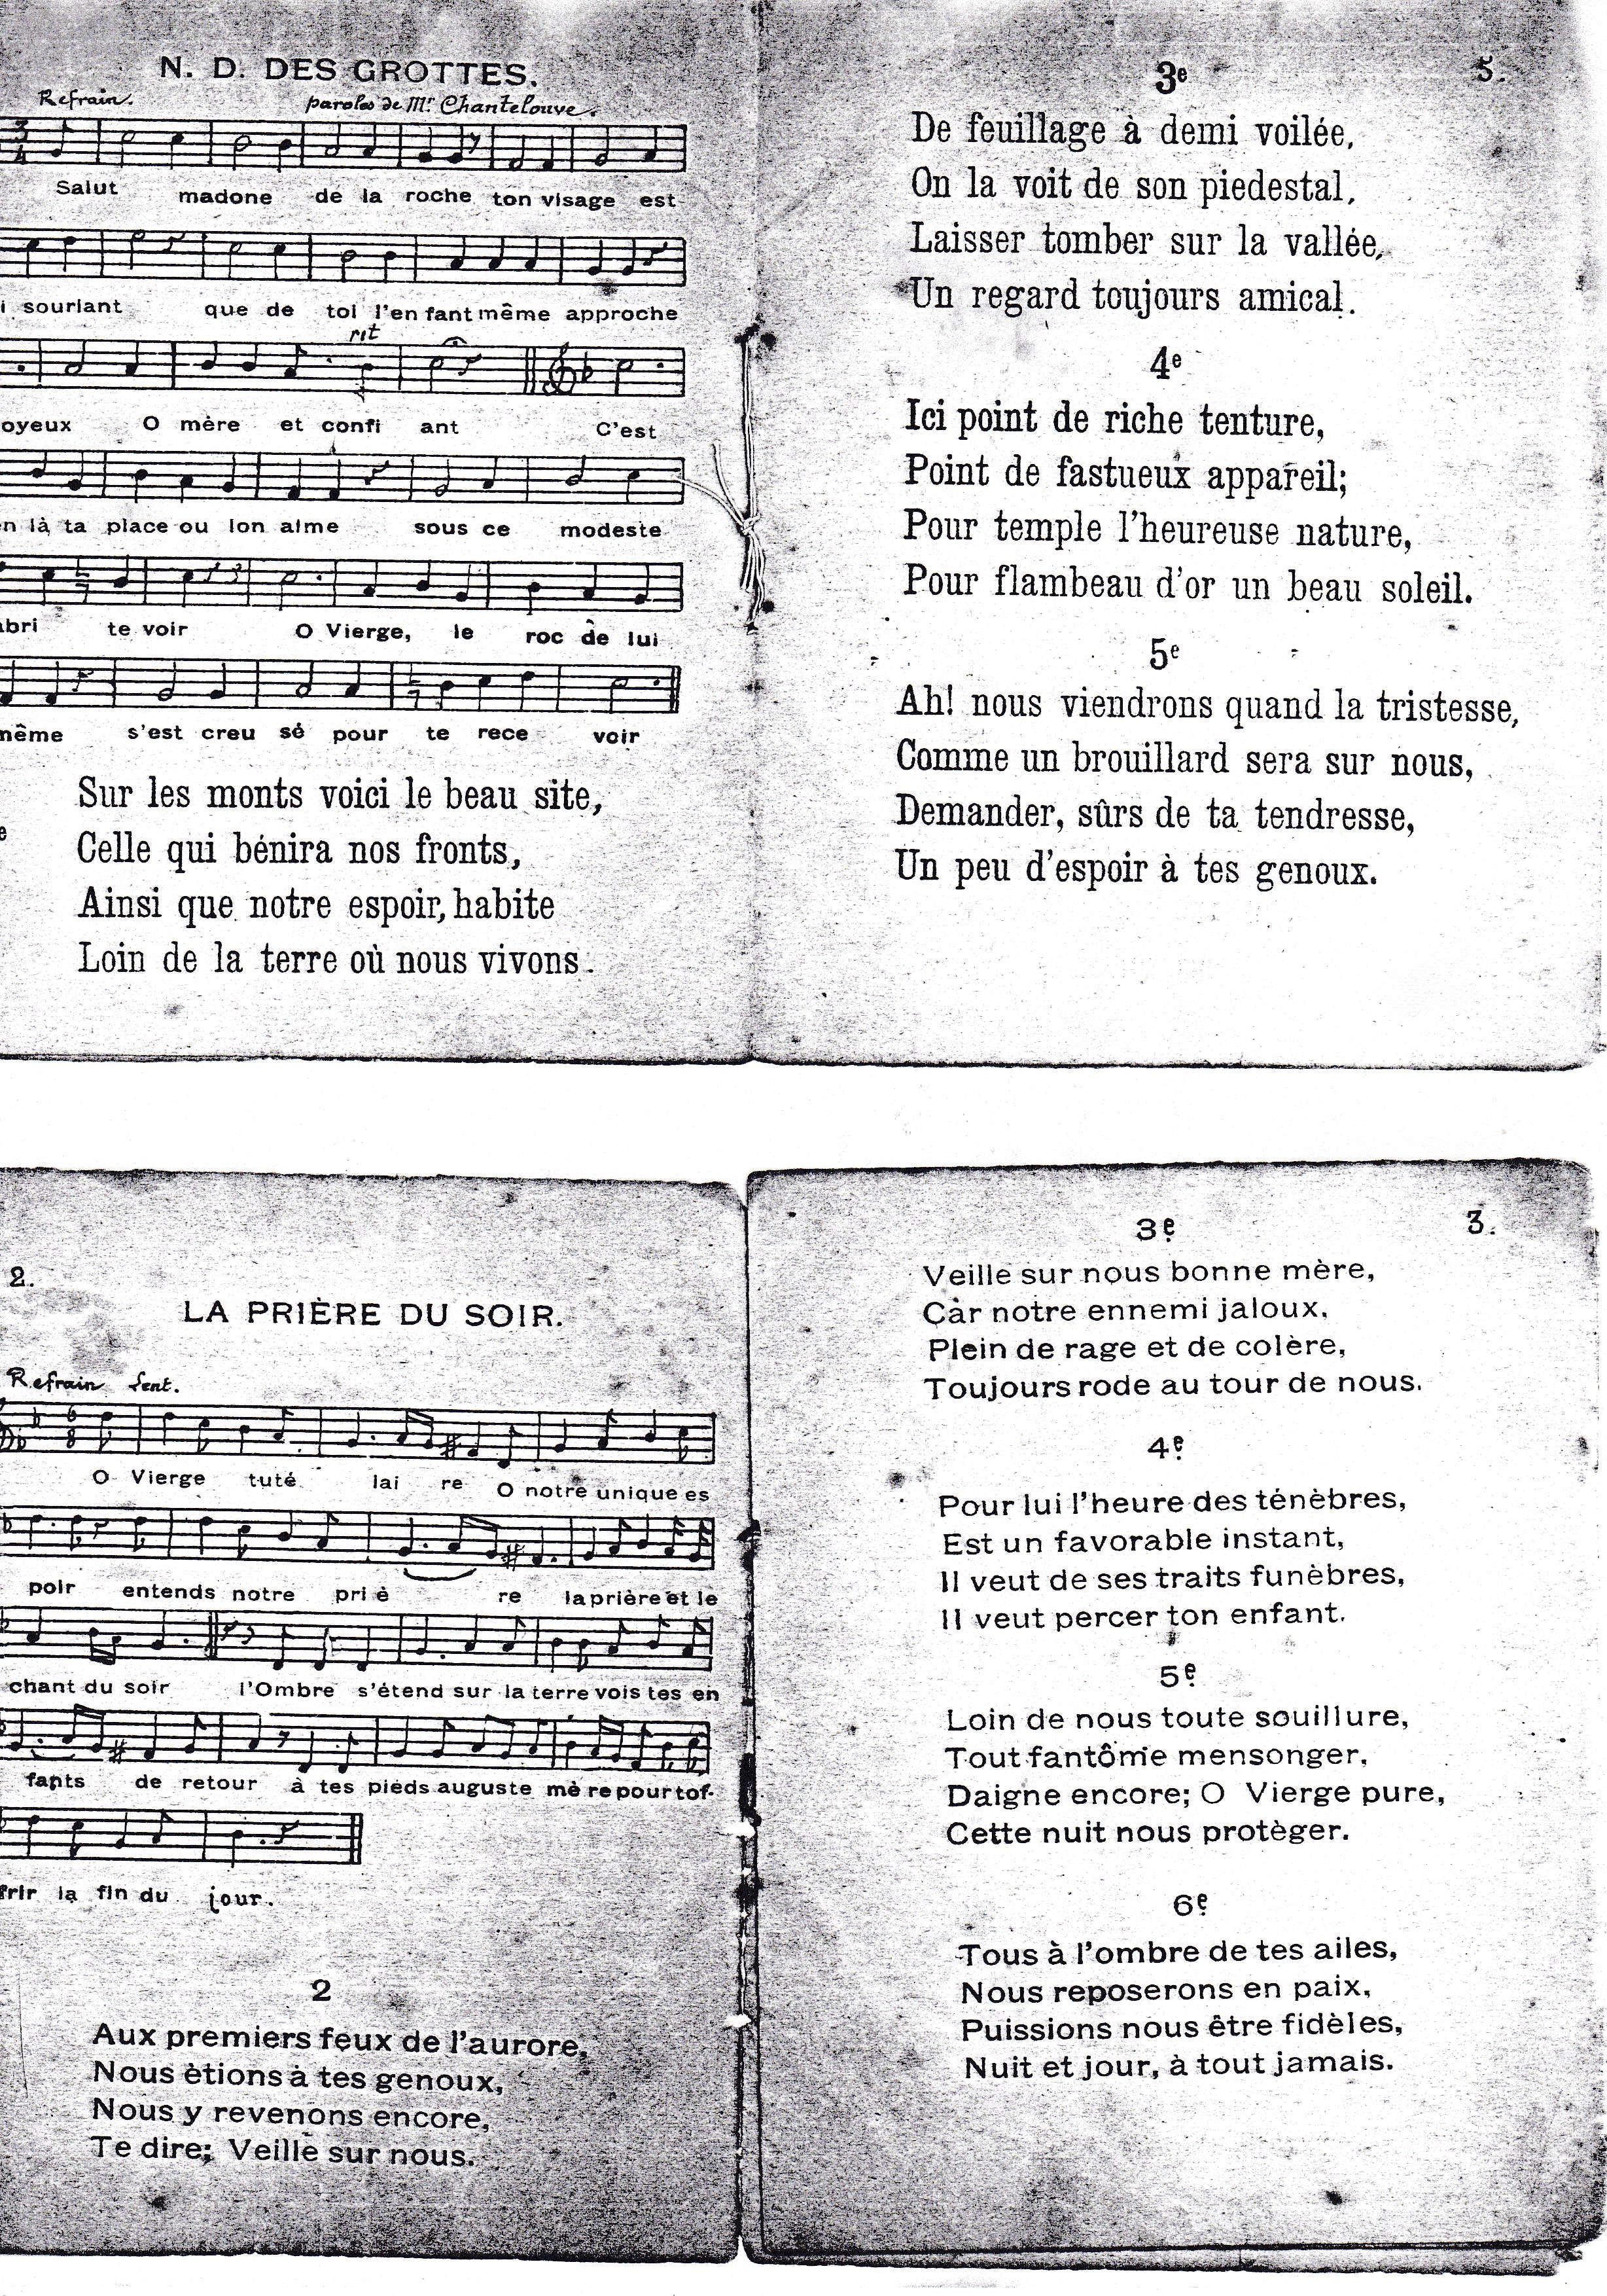 N. D. DES GROTTES.
Refrain. paroles de Mr. Chantelouve.
Salut madone de la roche ton visage est
i souriant que de toi l'en fant même approche
rit
oyeux O mère et confi ant C'est
n là ta place ou lon aime sous ce modeste
abri te voir O Vierge, le roc de lui
même s'est creu sé pour te rece voir
Sur les monts voici le beau site,
e Celle qui bénira nos fronts,
Ainsi que notre espoir, habite
Loin de la terre où nous vivons.
3e 5.
De feuillage à demi voilée,
On la voit de son piedestal,
Laisser tomber sur la vallée,
Un regard toujours amical.
4e
Ici point de riche tenture,
Point de fastueux appareil;
Pour temple l'heureuse nature,
Pour flambeau d'or un beau soleil.
5e
Ah! nous viendrons quand la tristesse,
Comme un brouillard sera sur nous,
Demander, sûrs de ta tendresse,
Un peu d'espoir à tes genoux.
2.
LA PRIÈRE DU SOIR.
Refrain Lent.
O Vierge tuté lai re O notre unique es
poir entends notre pri è re la prière et le
chant du soir l'Ombre s'étend sur la terre vois tes en
fants de retour à tes pieds auguste mè re pour tof-
frir la fin du jour.
2
Aux premiers feux de l'aurore,
Nous ètions à tes genoux,
Nous y revenons encore,
Te dire; Veille sur nous.
3e 3.
Veille sur nous bonne mère,
Car notre ennemi jaloux,
Plein de rage et de colère,
Toujours rode au tour de nous.
4e
Pour lui l'heure des ténèbres,
Est un favorable instant,
Il veut de ses traits funèbres,
Il veut percer ton enfant.
5e
Loin de nous toute souillure,
Tout fantôme mensonger,
Daigne encore; O Vierge pure,
Cette nuit nous protèger.
6e
Tous à l'ombre de tes ailes,
Nous reposerons en paix,
Puissions nous être fidèles,
Nuit et jour, à tout jamais.